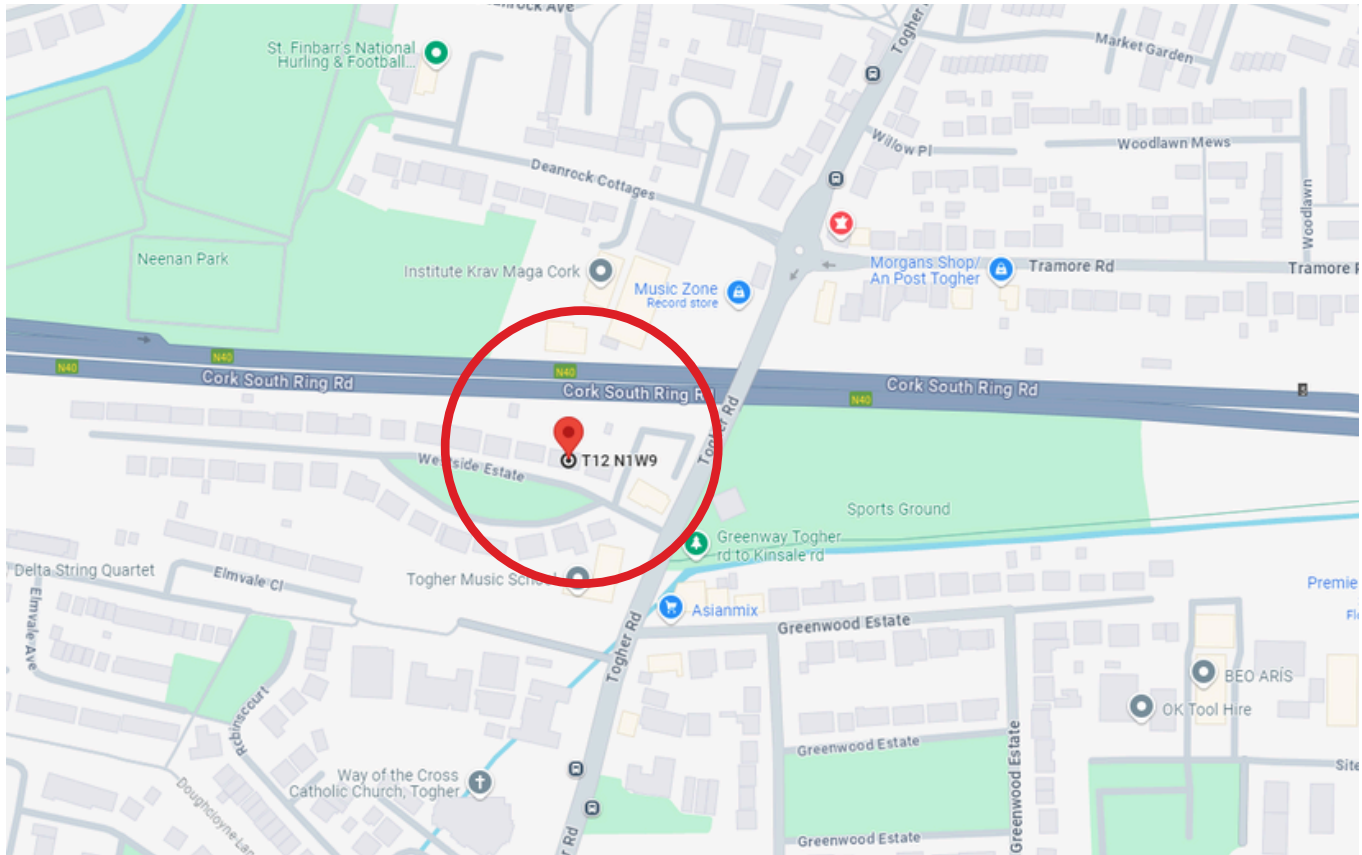 St. Finbarr's National
Hurling & Football...
Togher
Market Garden
Willow Pl
Woodlawn Mews
Deanrock Cottages
Woodlawn
Neenan Park
Institute Krav Maga Cork
Morgans Shop/
An Post Togher
Tramore Rd
Tramore
Music Zone
Record store
N40
N40
N40
Cork South Ring Rd
Cork South Ring Rd
Cork South Ring Rd
N40
Togher Rd
T12 N1W9
Westside Estate
Sports Ground
Greenway Togher
rd to Kinsale rd
Delta String Quartet
Elmvale Cl
Togher Music School
Premie
Asianmix
Elmvale Ave
Greenwood Estate
Togher Rd
BEO ARÍS
OK Tool Hire
Robinscourt
Greenwood Estate
Greenwood Estate
Site
Way of the Cross
Catholic Church, Togher
Greenwood Estate
Togher Rd